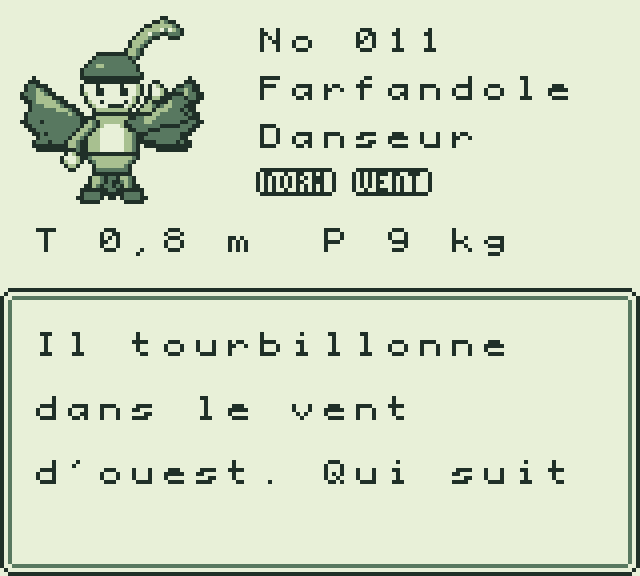 No 011
Farfandole
Danseur
NORM VENT
T 0,8 m P 9 kg
Il tourbillonne
dans le vent
d'ouest. Qui suit